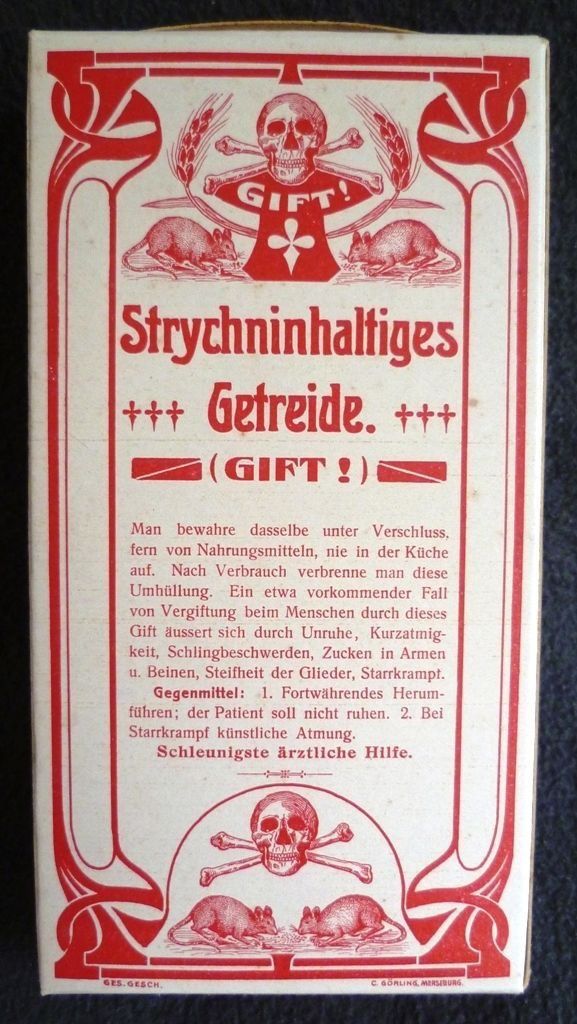 GIFT!
Strychninhaltiges
††† Getreide. †††
(GIFT!)
Man bewahre dasselbe unter Verschluss,
fern von Nahrungsmitteln, nie in der Küche
auf. Nach Verbrauch verbrenne man diese
Umhüllung. Ein etwa vorkommender Fall
von Vergiftung beim Menschen durch dieses
Gift äussert sich durch Unruhe, Kurzatmig-
keit, Schlingbeschwerden, Zucken in Armen
u. Beinen, Steifheit der Glieder, Starrkrampf.
Gegenmittel: 1. Fortwährendes Herum-
führen; der Patient soll nicht ruhen. 2. Bei
Starrkrampf künstliche Atmung.
Schleunigste ärztliche Hilfe.
GES. GESCH.
C. GÖRLING, MERSEBURG.